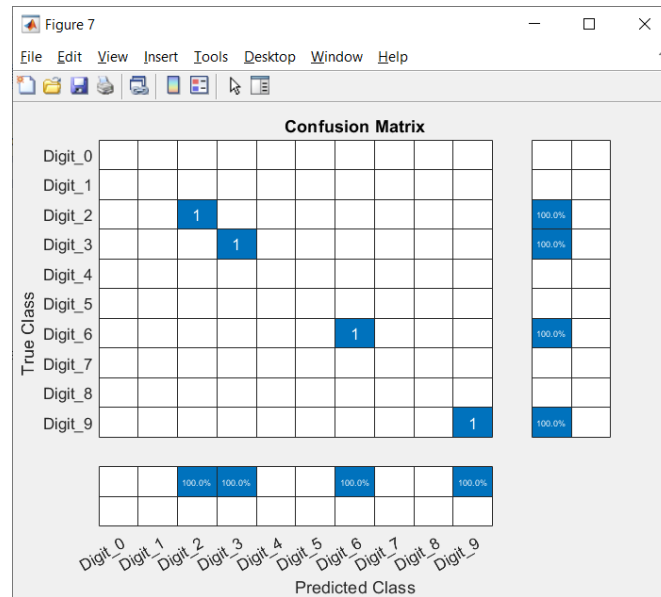 Figure 7
File Edit View Insert Tools Desktop Window Help
Confusion Matrix
True Class
Digit_0
Digit_1
Digit_2 1 100.0%
Digit_3 1 100.0%
Digit_4
Digit_5
Digit_6 1 100.0%
Digit_7
Digit_8
Digit_9 1 100.0%
100.0% 100.0% 100.0% 100.0%
Digit_0 Digit_1 Digit_2 Digit_3 Digit_4 Digit_5 Digit_6 Digit_7 Digit_8 Digit_9
Predicted Class